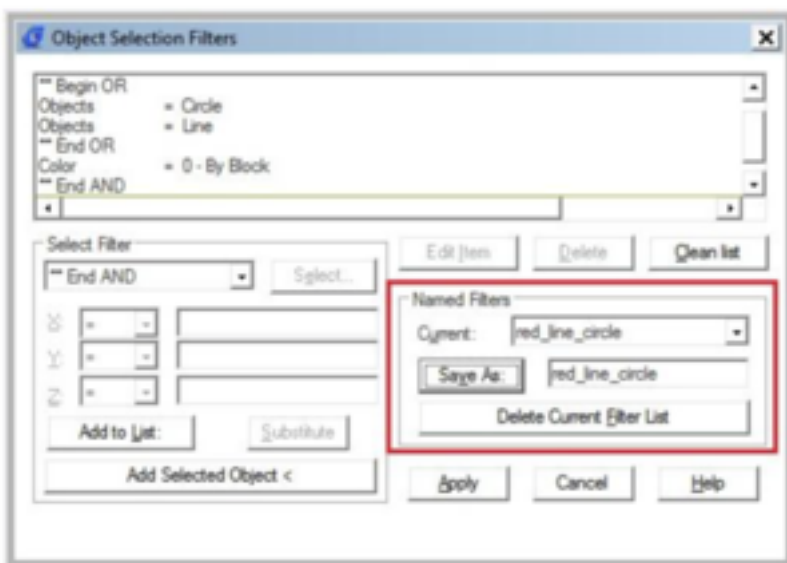 Object Selection Filters
** Begin OR
Objects = Circle
Objects = Line
** End OR
Color = 0 - By Block
** End AND
Select Filter
** End AND
Select...
X: =
Y: =
Z: =
Add to List:
Substitute
Add Selected Object <
Edit Item
Delete
Clean list
Named Filters
Current: red_line_circle
Save As: red_line_circle
Delete Current Filter List
Apply
Cancel
Help